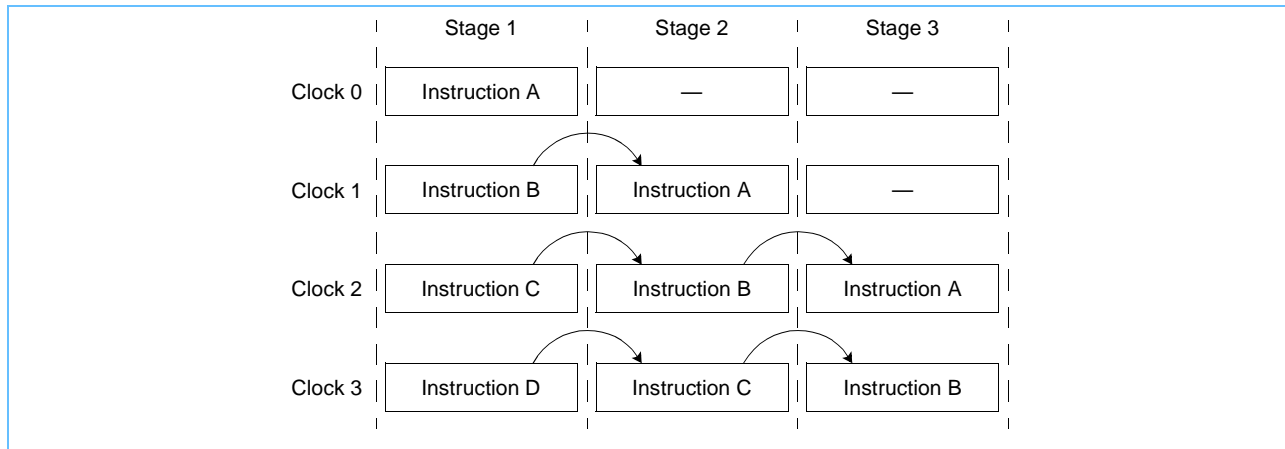 Stage 1 Stage 2 Stage 3
Clock 0 Instruction A — —
Clock 1 Instruction B Instruction A —
Clock 2 Instruction C Instruction B Instruction A
Clock 3 Instruction D Instruction C Instruction B